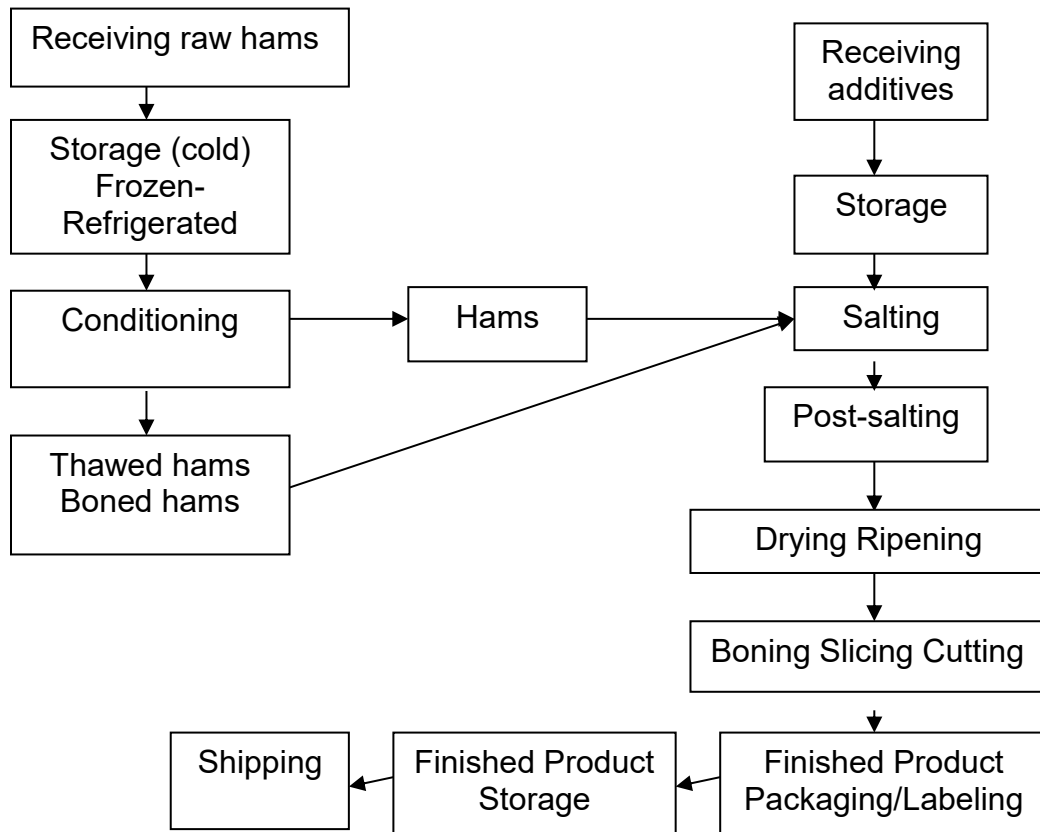 Receiving raw hams
Receiving
additives
Storage (cold)
Frozen-
Refrigerated
Storage
Conditioning
Hams
Salting
Post-salting
Thawed hams
Boned hams
Drying Ripening
Boning Slicing Cutting
Shipping
Finished Product
Storage
Finished Product
Packaging/Labeling